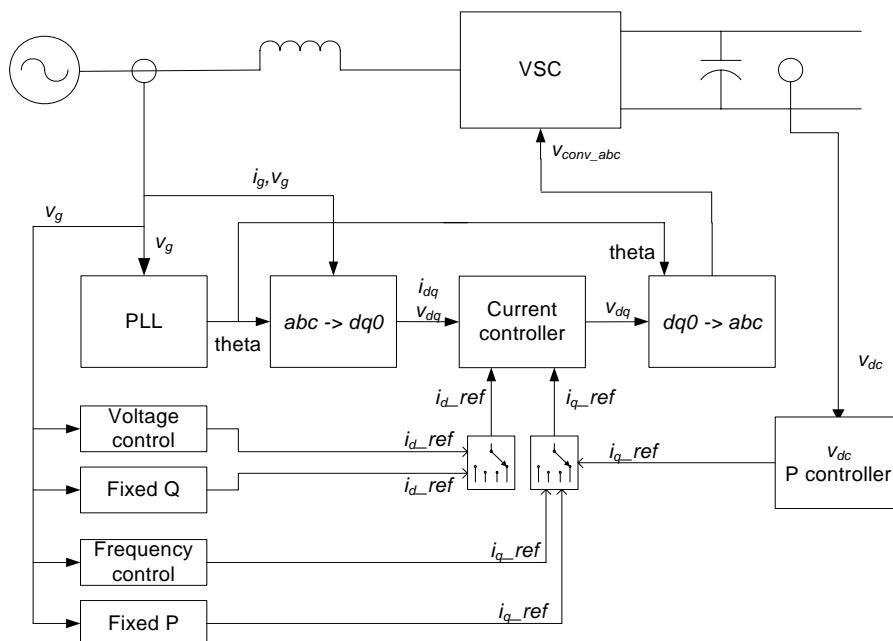 VSC
v_conv_abc
i_g,v_g
v_g
v_g
theta
PLL
abc -> dq0
i_dq
v_dq
Current
controller
v_dq
dq0 -> abc
theta
v_dc
i_d_ref
i_q_ref
Voltage
control
i_d_ref
i_q_ref
v_dc
P controller
Fixed Q
i_d_ref
Frequency
control
i_q_ref
Fixed P
i_q_ref